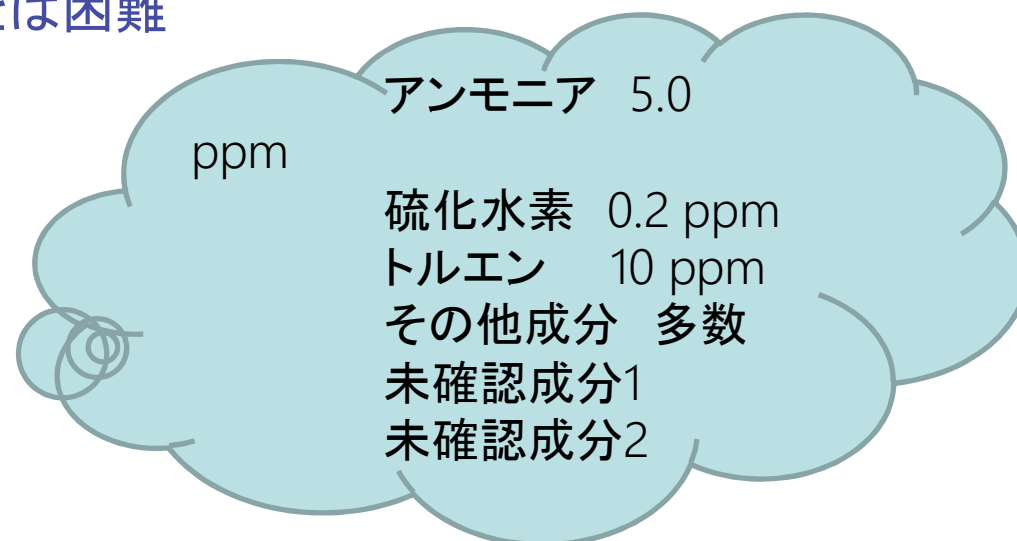 とは困難
アンモニア 5.0
ppm
硫化水素 0.2 ppm
トルエン 10 ppm
その他成分 多数
未確認成分1
未確認成分2